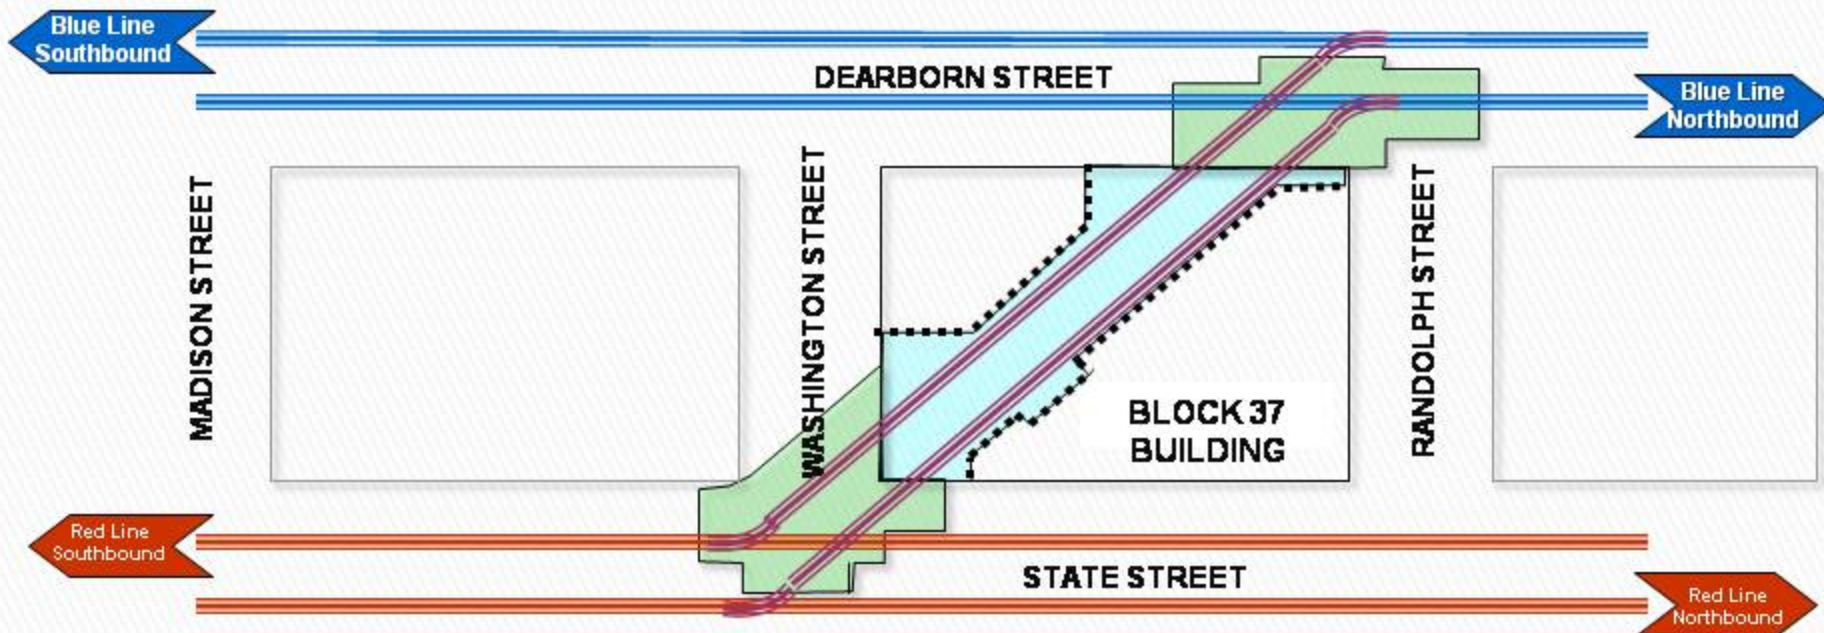 Blue Line
Southbound
DEARBORN STREET
Blue Line
Northbound
MADISON STREET
WASHINGTON STREET
RANDOLPH STREET
BLOCK 37
BUILDING
Red Line
Southbound
STATE STREET
Red Line
Northbound